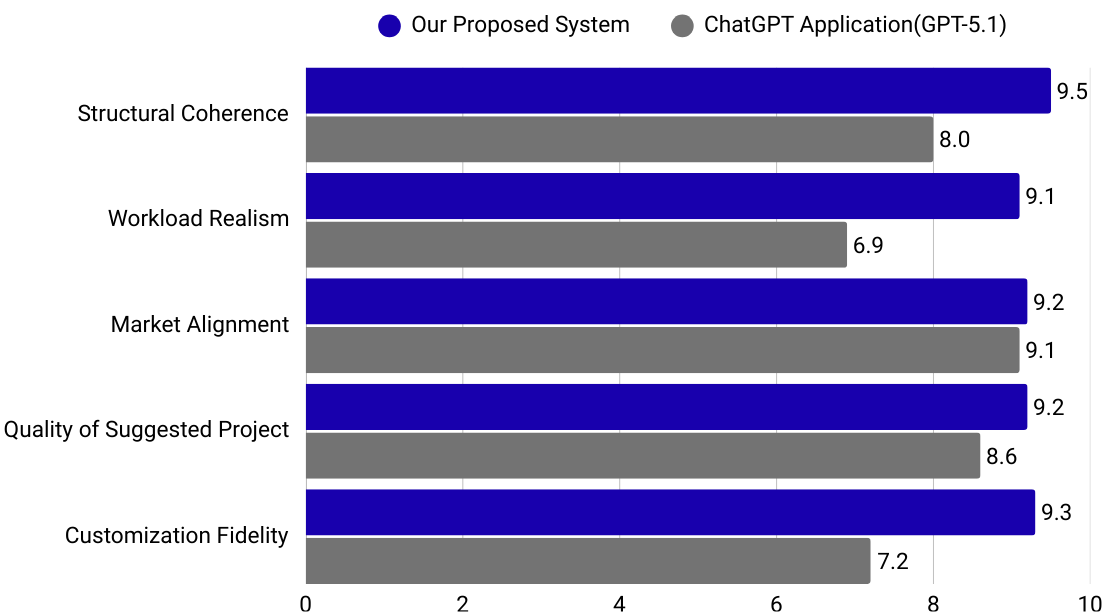 Our Proposed System ChatGPT Application(GPT-5.1)
9.5
Structural Coherence
8.0
9.1
Workload Realism
6.9
9.2
Market Alignment
9.1
9.2
Quality of Suggested Project
8.6
9.3
Customization Fidelity
7.2
0 2 4 6 8 10